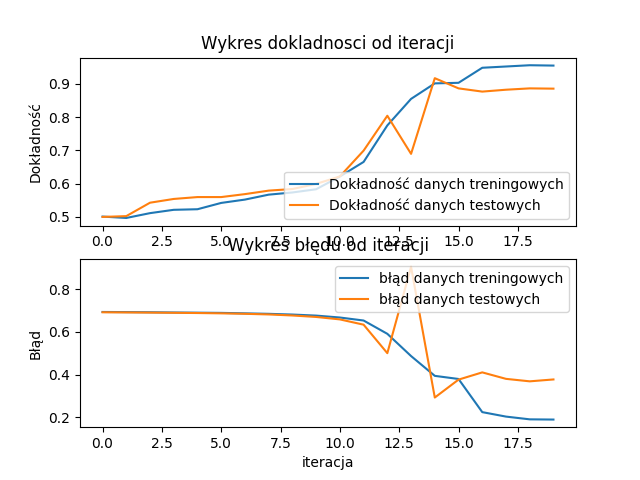 Wykres dokladnosci od iteracji
Dokładność
0.9
0.8
0.7
0.6
0.5
Dokładność danych treningowych
Dokładność danych testowych
0.0 2.5 5.0 7.5 10.0 12.5 15.0 17.5
Wykres błędu od iteracji
Błąd
0.8
0.6
0.4
0.2
błąd danych treningowych
błąd danych testowych
0.0 2.5 5.0 7.5 10.0 12.5 15.0 17.5
iteracja